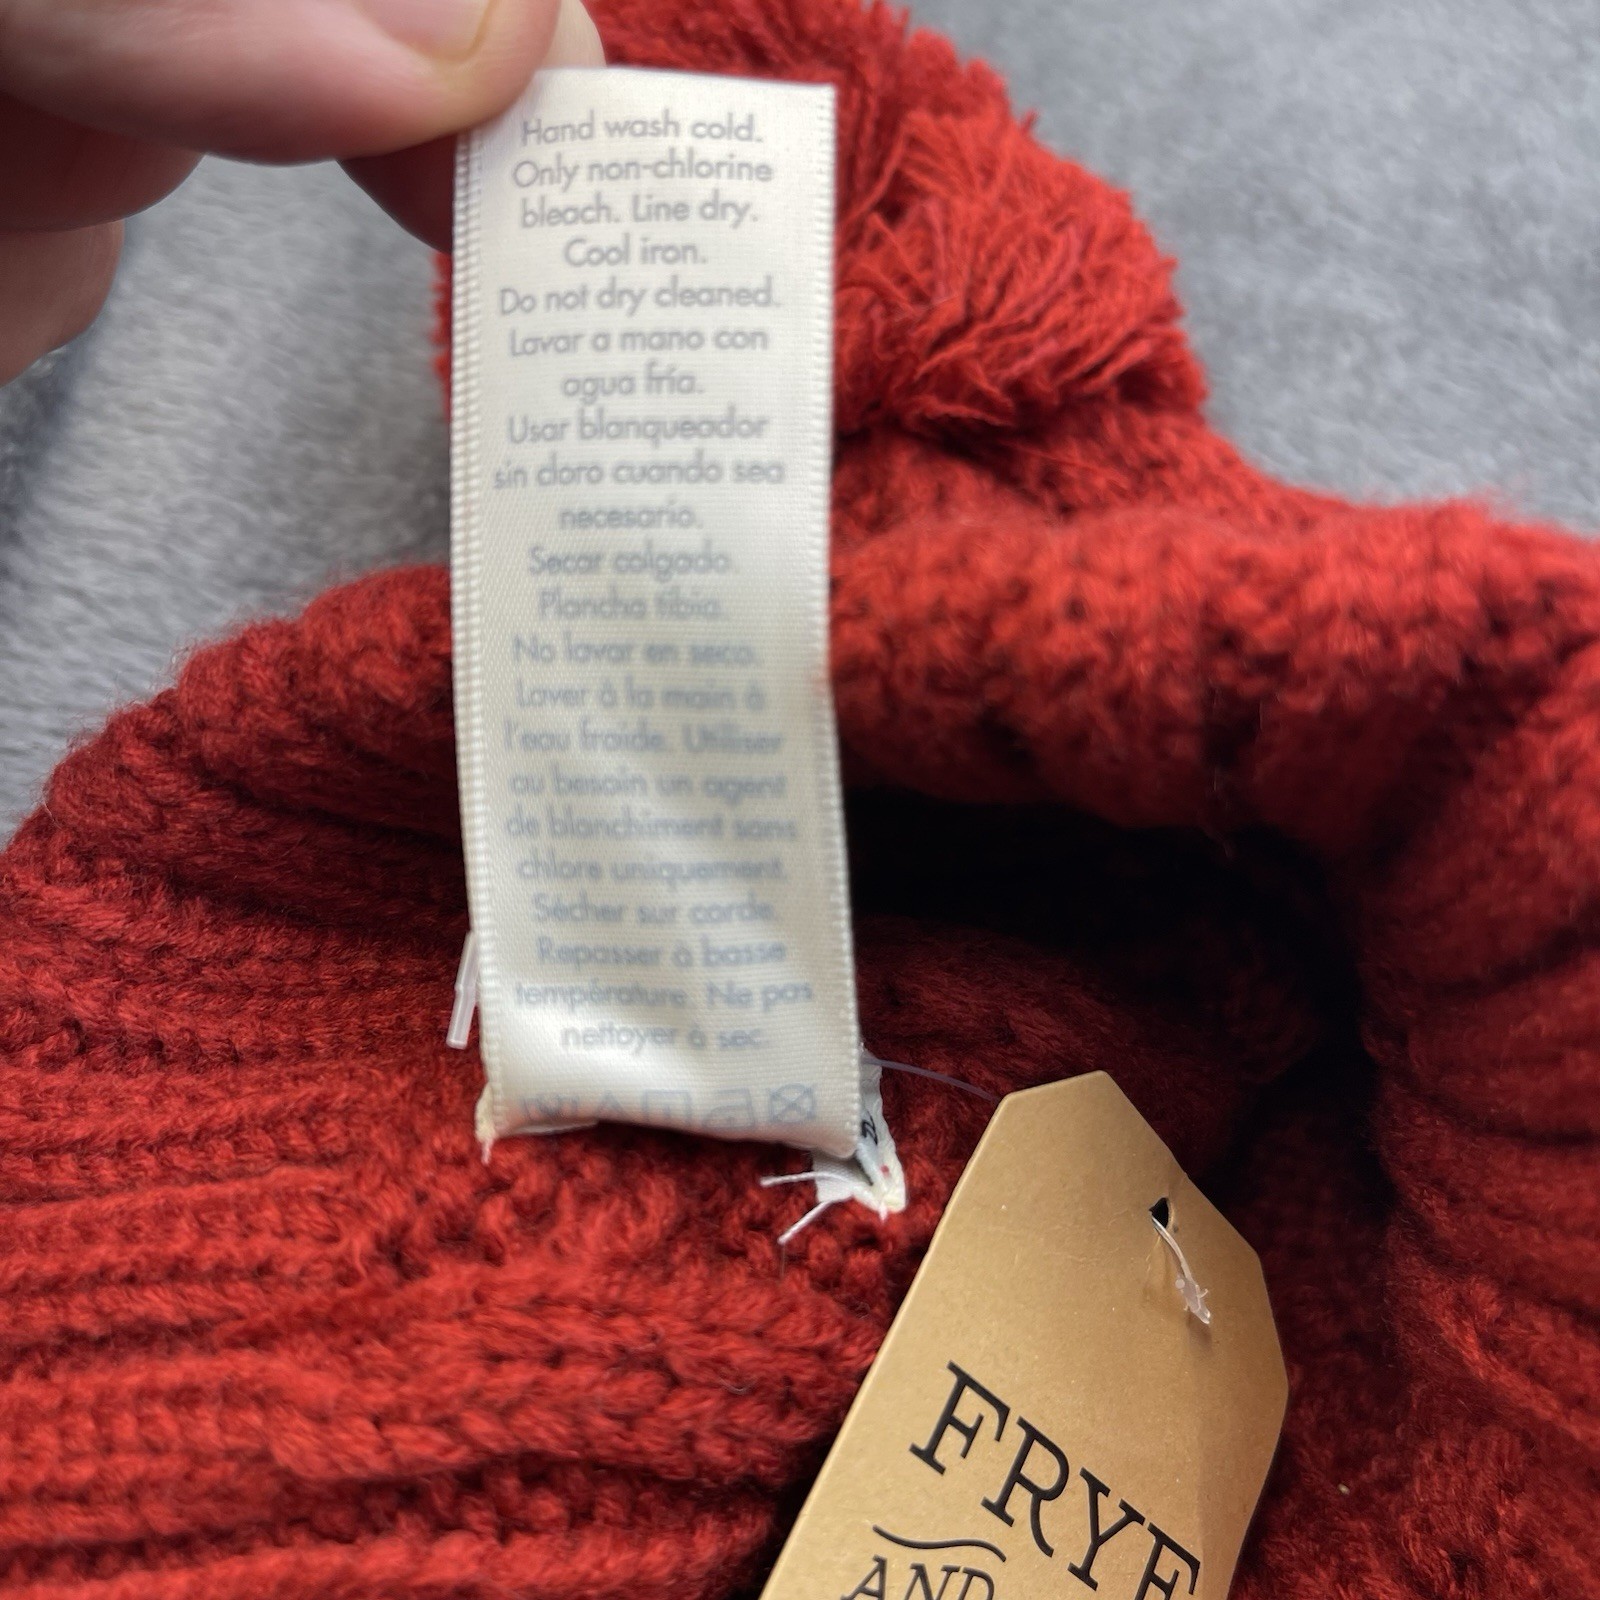 Hand wash cold.
Only non-chlorine
bleach. Line dry.
Cool iron.
Do not dry cleaned.
Lavar a mano con
agua fría.
Usar blanqueador
sin cloro cuando sea
necesario.
Secar colgado.
Plancha tibia.
No lavar en seco.
Laver à la main à
l'eau froide. Utiliser
au besoin un agent
de blanchiment sans
chlore uniquement.
Sécher sur corde.
Repasser à basse
température. Ne pas
nettoyer à sec.
FRYE
AND